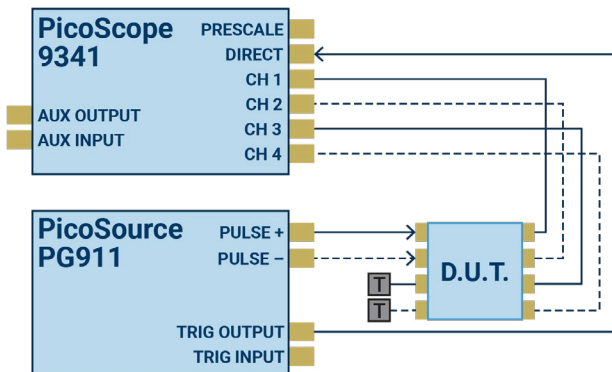 PicoScope
9341
PRESCALE
DIRECT
CH 1
CH 2
CH 3
CH 4
AUX OUTPUT
AUX INPUT
PicoSource
PG911
PULSE +
PULSE –
TRIG OUTPUT
TRIG INPUT
T
T
D.U.T.